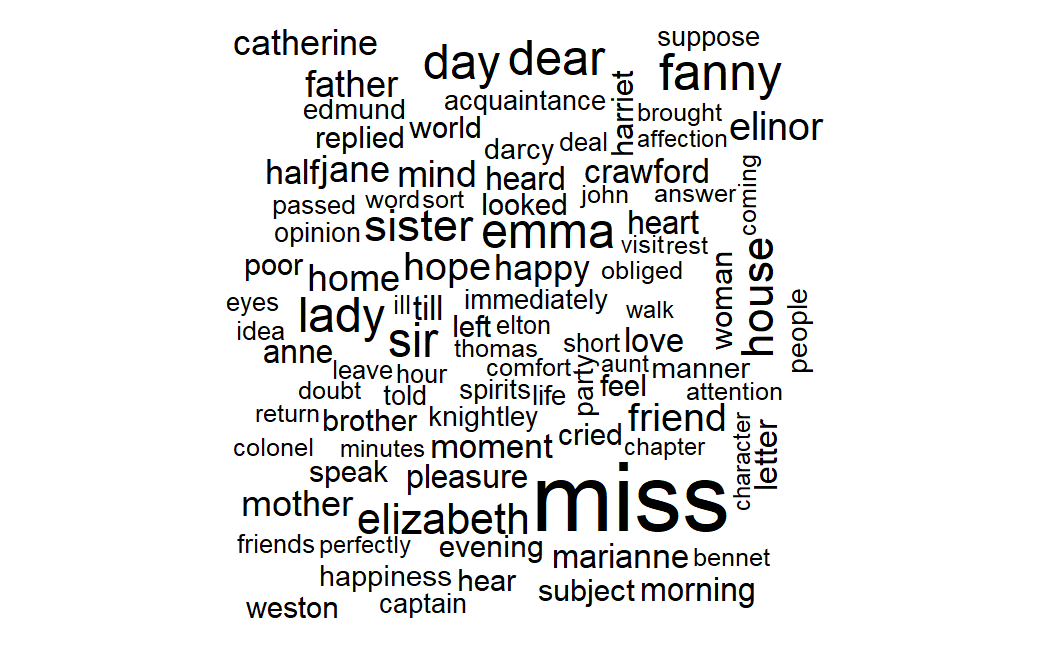 catherine
day dear
suppose
fanny
father
edmund
acquaintance
harriet
brought
elinor
replied
world
darcy
deal
affection
half
jane
mind
heard
crawford
coming
passed
word
sort
looked
john
answer
opinion
sister
emma
heart
visit
rest
poor
home
hope
happy
obliged
woman
house
people
eyes
lady
ill
till
immediately
walk
idea
sir
left
elton
anne
thomas
short
love
leave
hour
comfort
party
aunt
manner
doubt
told
spirits
life
feel
attention
return
brother
knightley
friend
colonel
minutes
moment
cried
chapter
character
letter
speak
pleasure
miss
mother
elizabeth
friends
perfectly
evening
marianne
bennet
happiness
hear
subject
morning
weston
captain